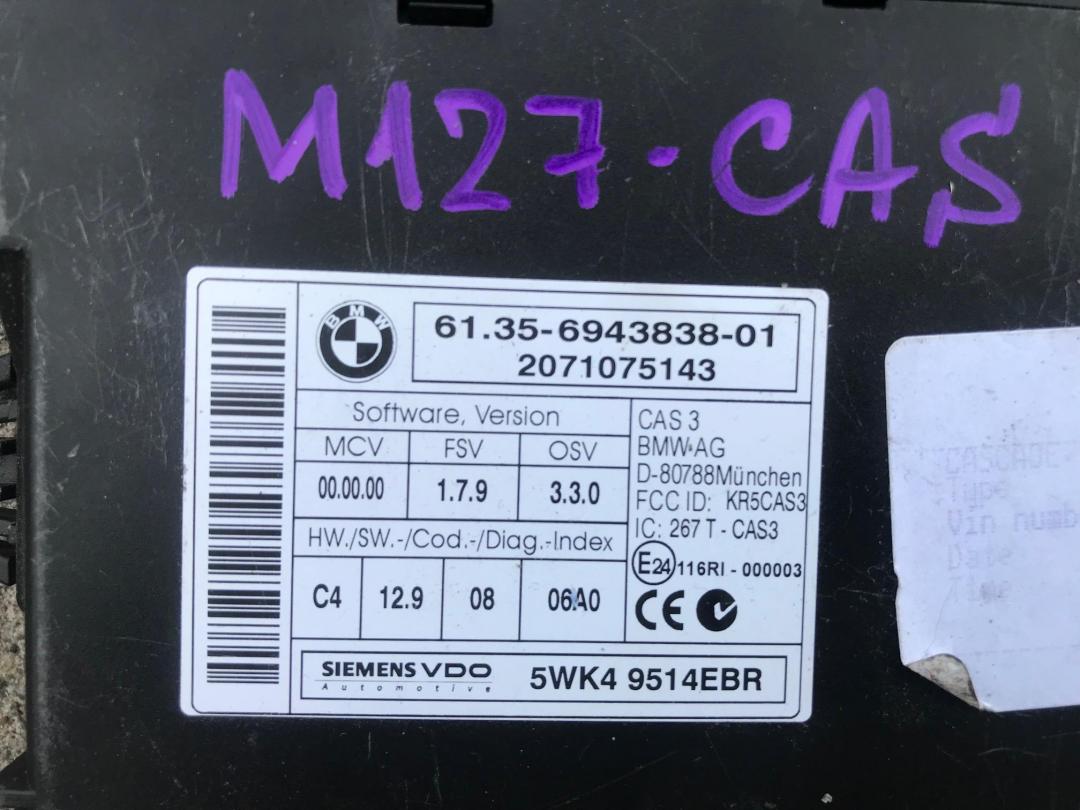 M127-CAS
BMW
61.35-6943838-01
2071075143
Software, Version
MCV FSV OSV
00.00.00 1.7.9 3.3.0
HW./SW.-/Cod.-/Diag.-Index
C4 12.9 08 06A0
CAS 3
BMW AG
D-80788München
FCC ID: KR5CAS3
IC: 267 T - CAS3
E24 116RI - 000003
CE
SIEMENS VDO
Automotive
5WK4 9514EBR
CASCADE
Type
Vin numb
Date
Time